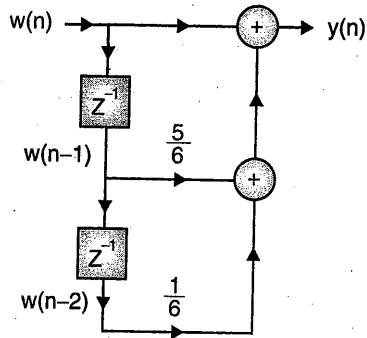 w(n) + y(n)
z⁻¹
w(n−1) 5/6 +
z⁻¹
w(n−2) 1/6